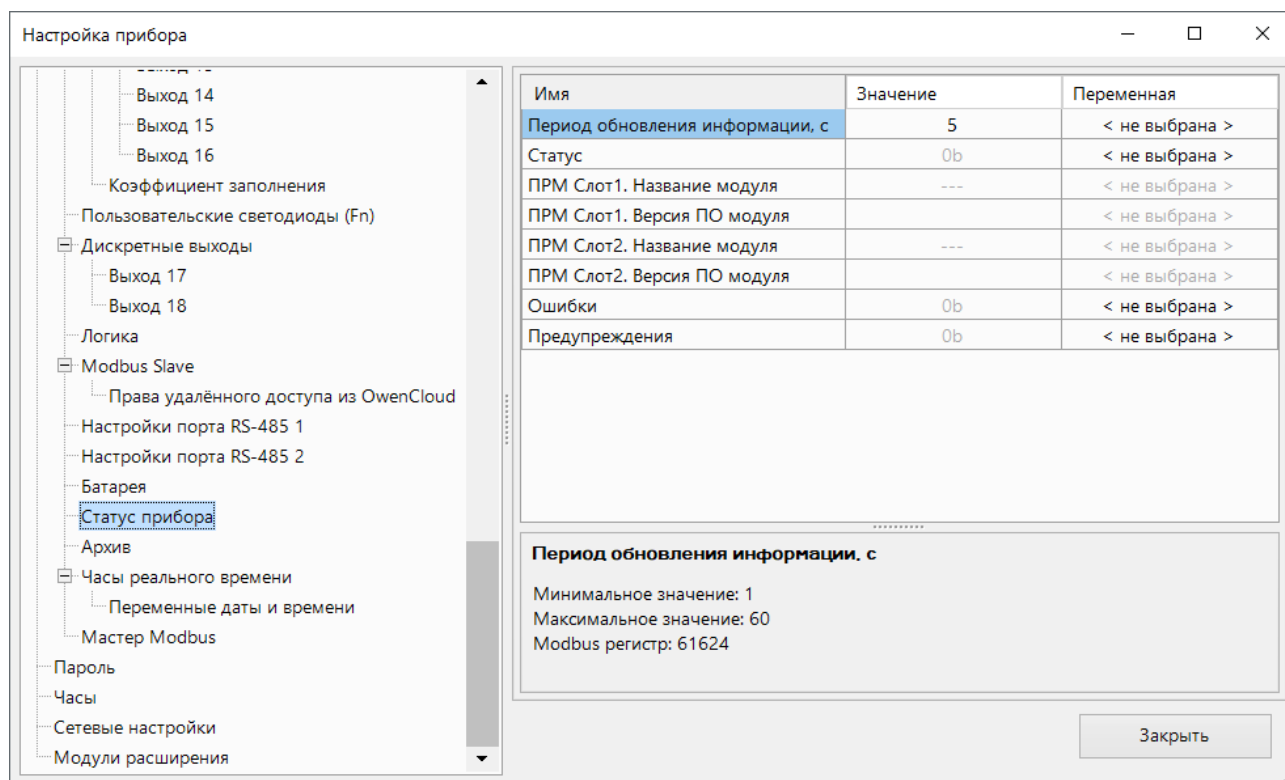 Настройка прибора
Выход 14
Выход 15
Выход 16
Коэффициент заполнения
Пользовательские светодиоды (Fn)
Дискретные выходы
Выход 17
Выход 18
Логика
Modbus Slave
Права удалённого доступа из OwenCloud
Настройки порта RS-485 1
Настройки порта RS-485 2
Батарея
Статус прибора
Архив
Часы реального времени
Переменные даты и времени
Мастер Modbus
Пароль
Часы
Сетевые настройки
Модули расширения
Имя Значение Переменная
Период обновления информации, с 5 < не выбрана >
Статус 0b < не выбрана >
ПРМ Слот1. Название модуля --- < не выбрана >
ПРМ Слот1. Версия ПО модуля < не выбрана >
ПРМ Слот2. Название модуля --- < не выбрана >
ПРМ Слот2. Версия ПО модуля < не выбрана >
Ошибки 0b < не выбрана >
Предупреждения 0b < не выбрана >
Период обновления информации, с
Минимальное значение: 1
Максимальное значение: 60
Modbus регистр: 61624
Закрыть